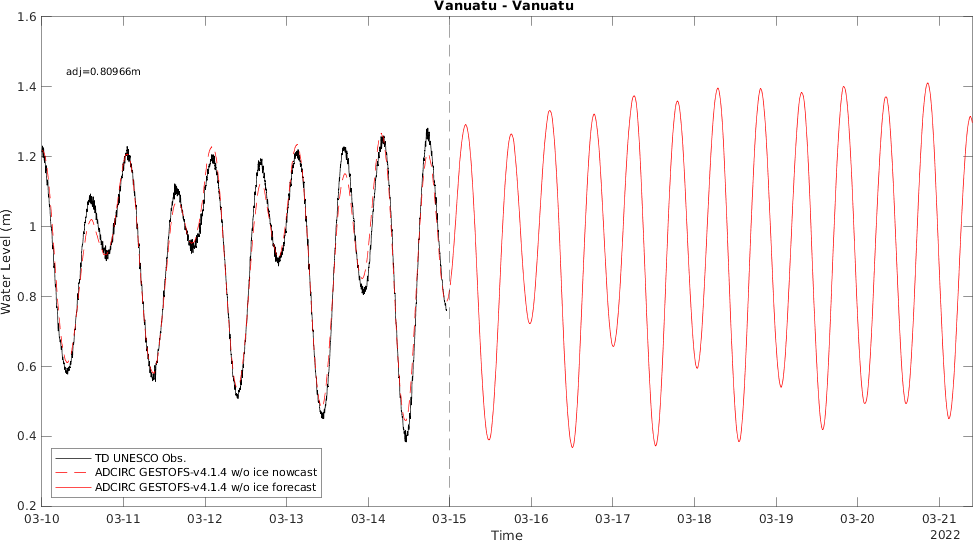 Vanuatu - Vanuatu
1.6
1.4
1.2
1
0.8
0.6
0.4
0.2
Water Level (m)
adj=0.80966m
TD UNESCO Obs.
ADCIRC GESTOFS-v4.1.4 w/o ice nowcast
ADCIRC GESTOFS-v4.1.4 w/o ice forecast
03-10 03-11 03-12 03-13 03-14 03-15 03-16 03-17 03-18 03-19 03-20 03-21
Time
2022